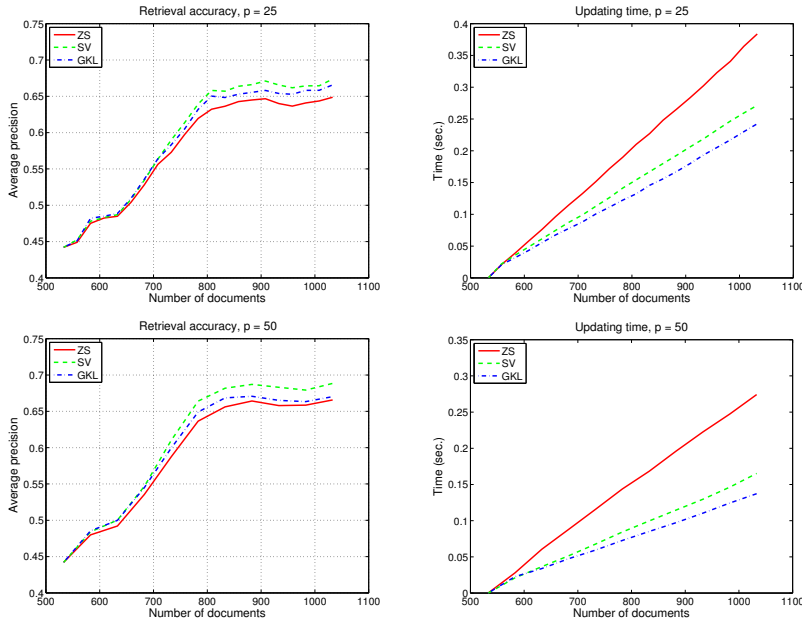 Retrieval accuracy, p = 25
0.75
0.7
0.65
0.6
0.55
0.5
0.45
0.4
Average precision
ZS
SV
GKL
500 600 700 800 900 1000 1100
Number of documents
Updating time, p = 25
0.4
0.35
0.3
0.25
0.2
0.15
0.1
0.05
0
Time (sec.)
ZS
SV
GKL
500 600 700 800 900 1000 1100
Number of documents
Retrieval accuracy, p = 50
0.75
0.7
0.65
0.6
0.55
0.5
0.45
0.4
Average precision
ZS
SV
GKL
500 600 700 800 900 1000 1100
Number of documents
Updating time, p = 50
0.35
0.3
0.25
0.2
0.15
0.1
0.05
0
Time (sec.)
ZS
SV
GKL
500 600 700 800 900 1000 1100
Number of documents